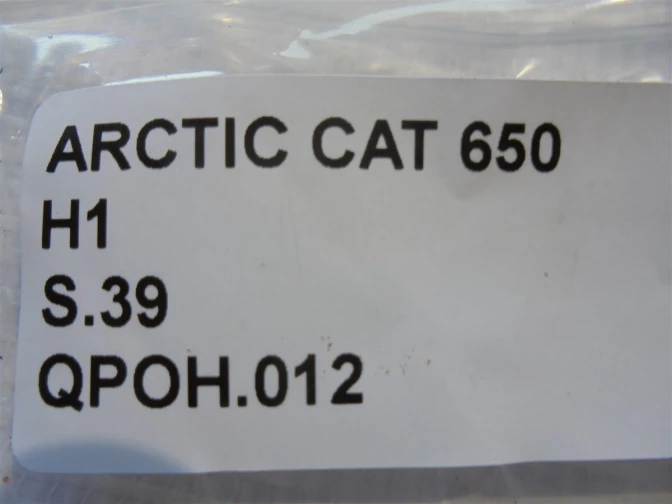 ARCTIC CAT 650
H1
S.39
QPOH.012